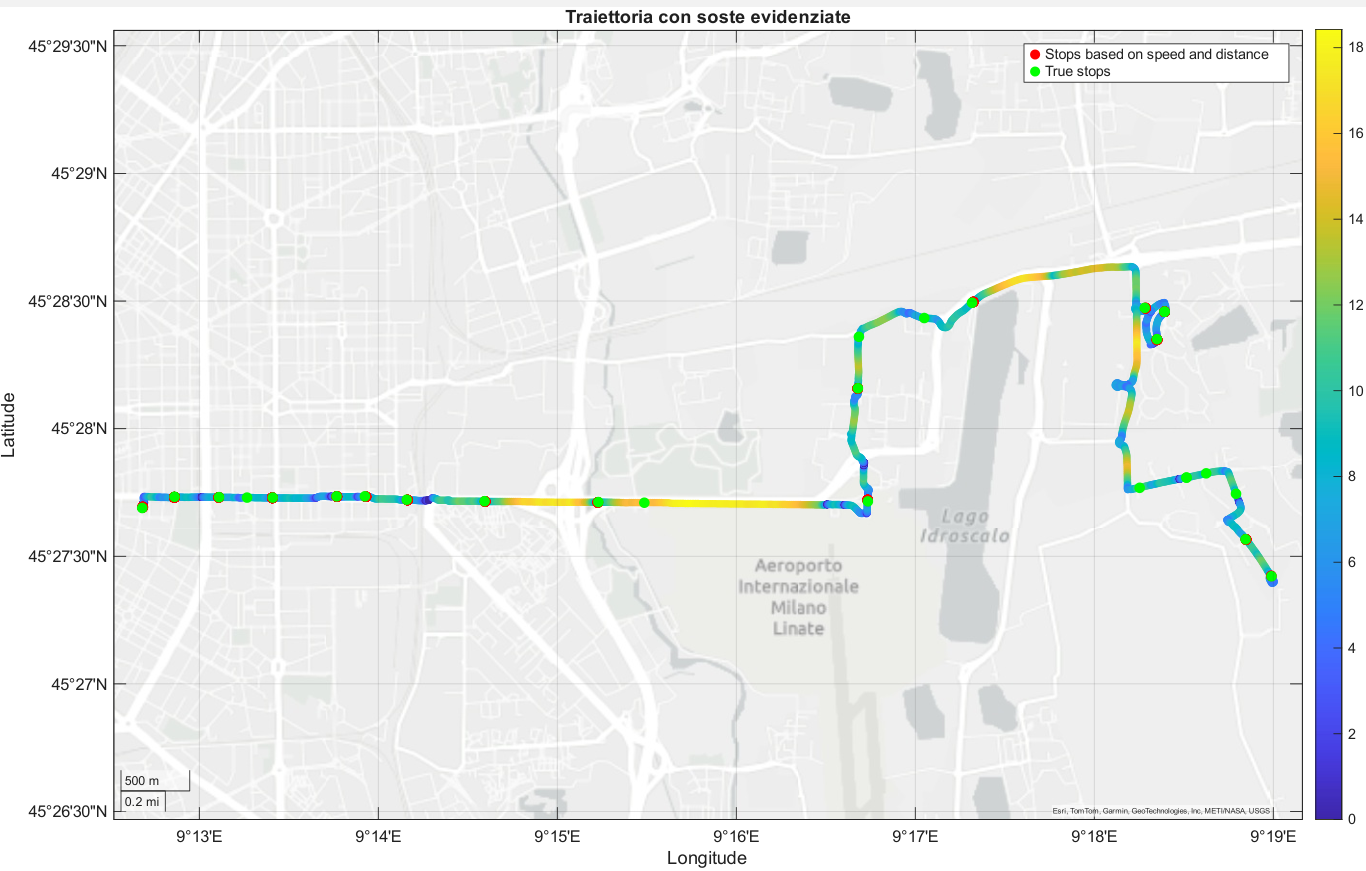 Traiettoria con soste evidenziate
Stops based on speed and distance
True stops
45°29'30"N
45°29'N
45°28'30"N
45°28'N
45°27'30"N
45°27'N
45°26'30"N
Latitude
Lago
Idroscalo
Aeroporto
Internazionale
Milano
Linate
500 m
0.2 mi
Esri, TomTom, Garmin, GeoTechnologies, Inc, METI/NASA, USGS
9°13'E
9°14'E
9°15'E
9°16'E
9°17'E
9°18'E
9°19'E
Longitude
18
16
14
12
10
8
6
4
2
0